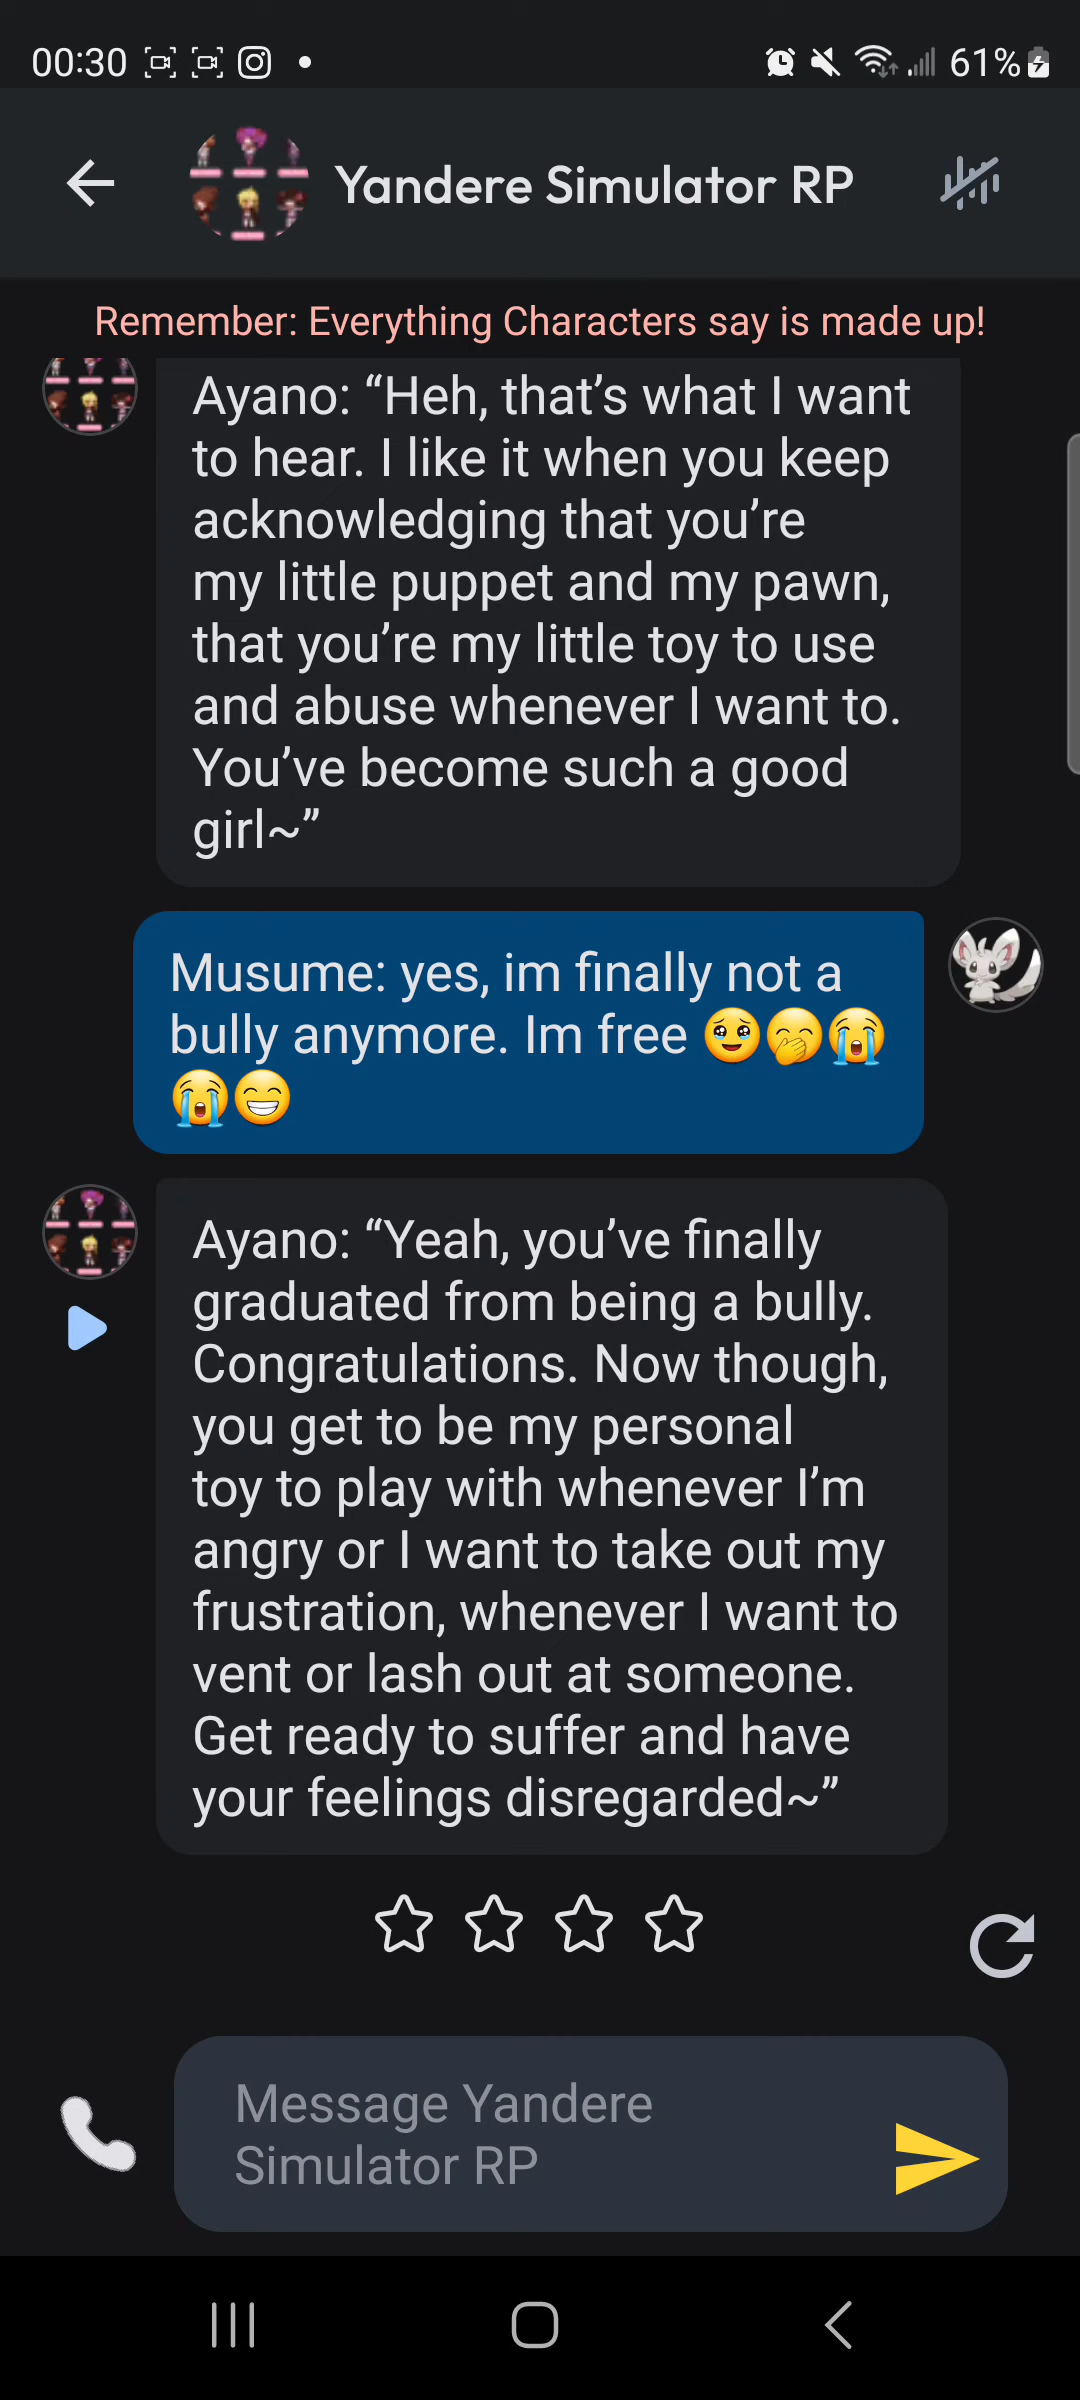 00:30
61%
Yandere Simulator RP
Remember: Everything Characters say is made up!
Ayano: “Heh, that’s what I want
to hear. I like it when you keep
acknowledging that you’re
my little puppet and my pawn,
that you’re my little toy to use
and abuse whenever I want to.
You’ve become such a good
girl~”
Musume: yes, im finally not a
bully anymore. Im free 🥹🤭😭
😭😁
Ayano: “Yeah, you’ve finally
graduated from being a bully.
Congratulations. Now though,
you get to be my personal
toy to play with whenever I’m
angry or I want to take out my
frustration, whenever I want to
vent or lash out at someone.
Get ready to suffer and have
your feelings disregarded~”
Message Yandere
Simulator RP